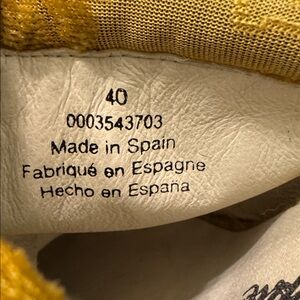 40
0003543703
Made in Spain
Fabriqué en Espagne
Hecho en España